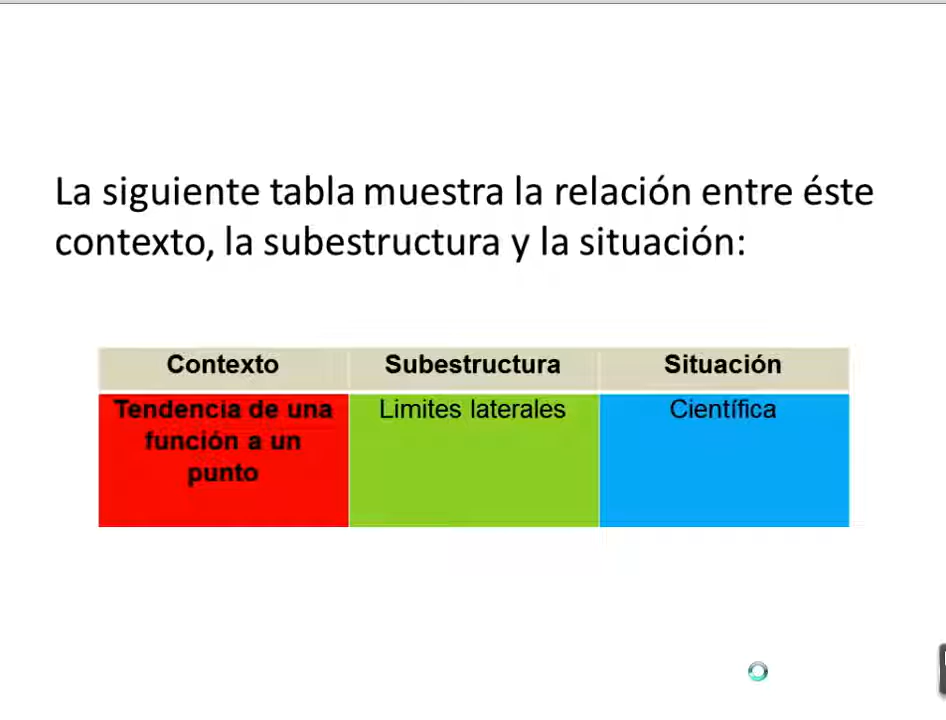 La siguiente tabla muestra la relación entre éste
contexto, la subestructura y la situación:
Contexto
Subestructura
Situación
Tendencia de una
función a un
punto
Limites laterales
Científica